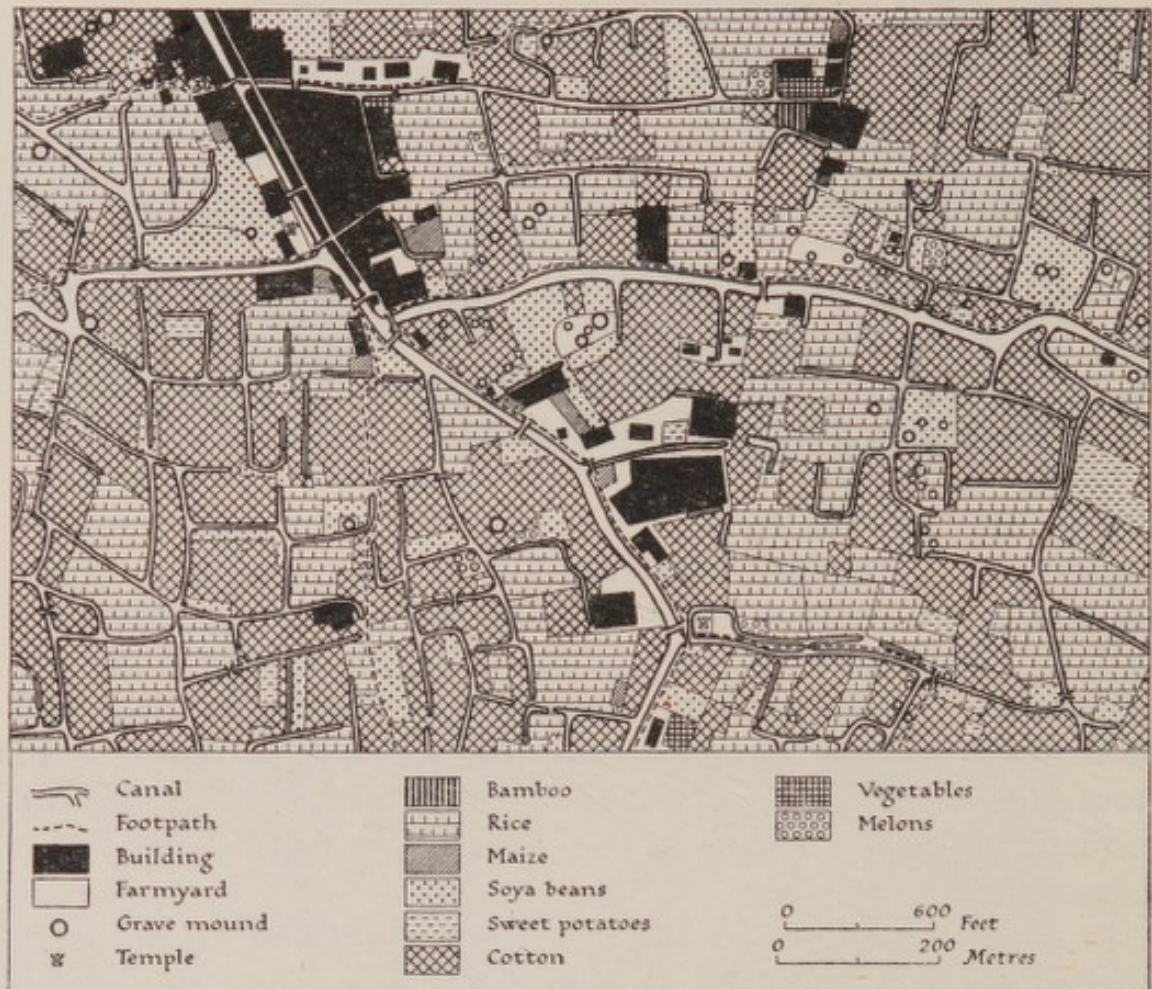 Canal
Footpath
Building
Farmyard
Grave mound
Temple
Bamboo
Rice
Maize
Soya beans
Sweet potatoes
Cotton
Vegetables
Melons
0 600 Feet
0 200 Metres